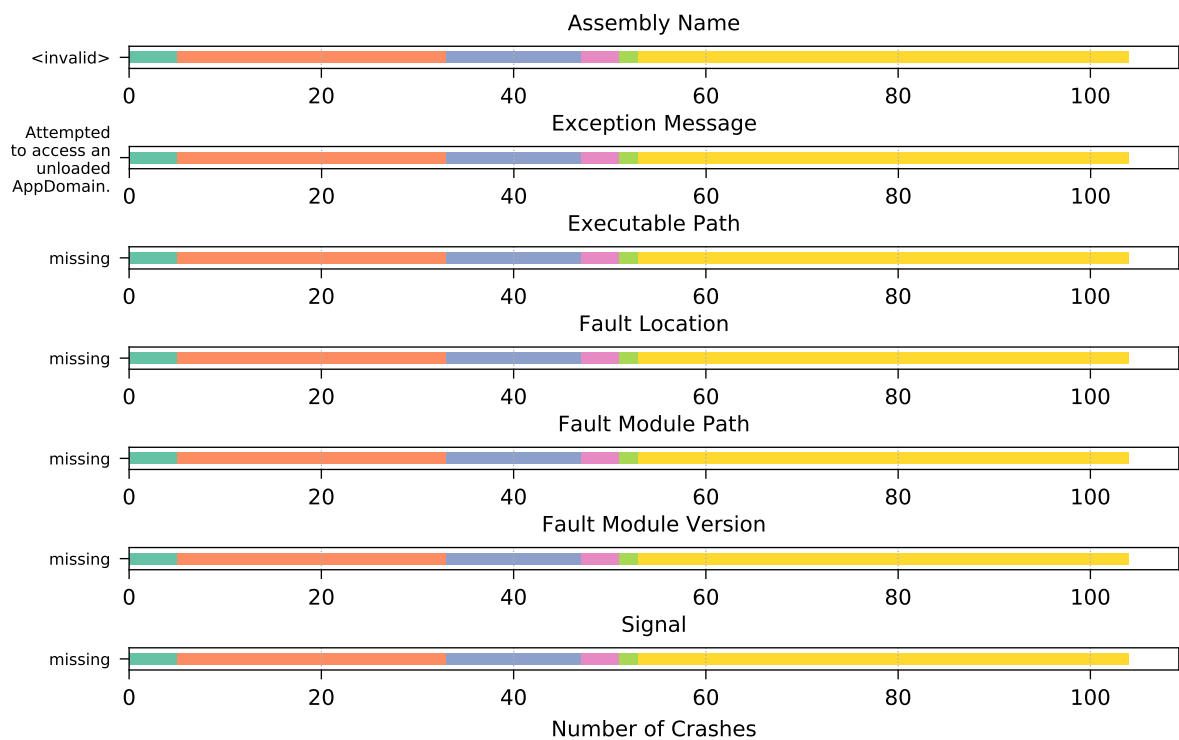 Assembly Name
<invalid>
0 20 40 60 80 100
Exception Message
Attempted
to access an
unloaded
AppDomain.
0 20 40 60 80 100
Executable Path
missing
0 20 40 60 80 100
Fault Location
missing
0 20 40 60 80 100
Fault Module Path
missing
0 20 40 60 80 100
Fault Module Version
missing
0 20 40 60 80 100
Signal
missing
0 20 40 60 80 100
Number of Crashes